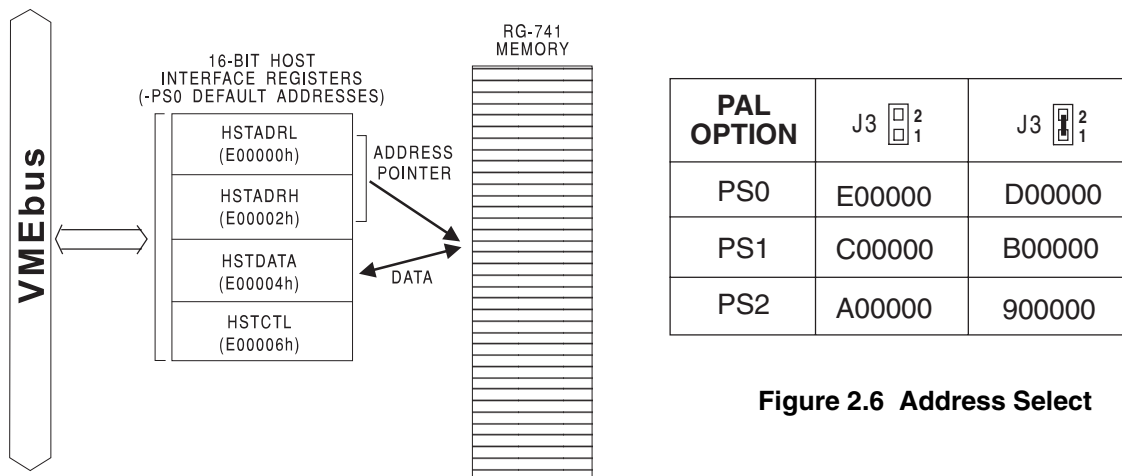 VMEbus
16-BIT HOST
INTERFACE REGISTERS
(-PS0 DEFAULT ADDRESSES)
HSTADRL
(E00000h)
HSTADRH
(E00002h)
HSTDATA
(E00004h)
HSTCTL
(E00006h)
ADDRESS
POINTER
DATA
RG-741
MEMORY
PAL
OPTION
J3 2
1
J3 2
1
PS0 E00000 D00000
PS1 C00000 B00000
PS2 A00000 900000
Figure 2.6 Address Select